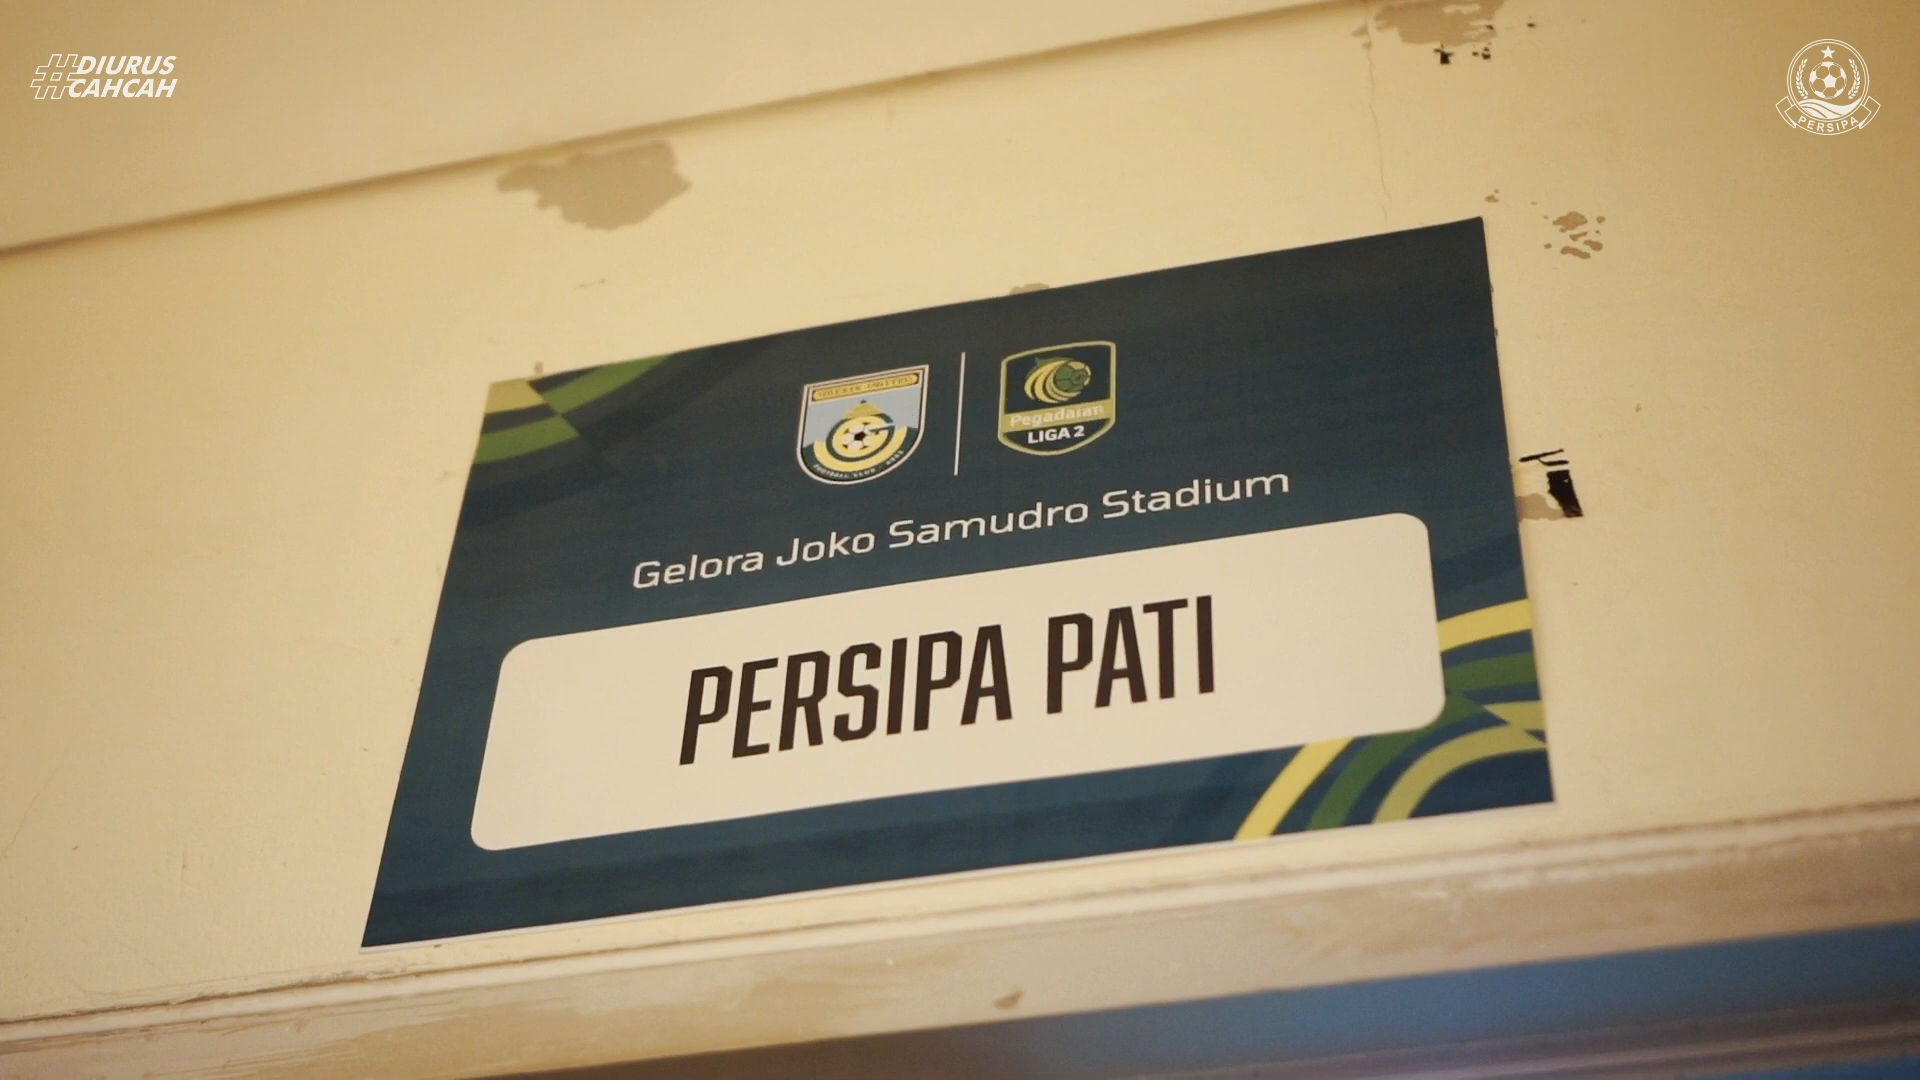 #DIURUS
CAHCAH
PERSIPA
Pegadaian
LIGA 2
Gelora Joko Samudro Stadium
PERSIPA PATI